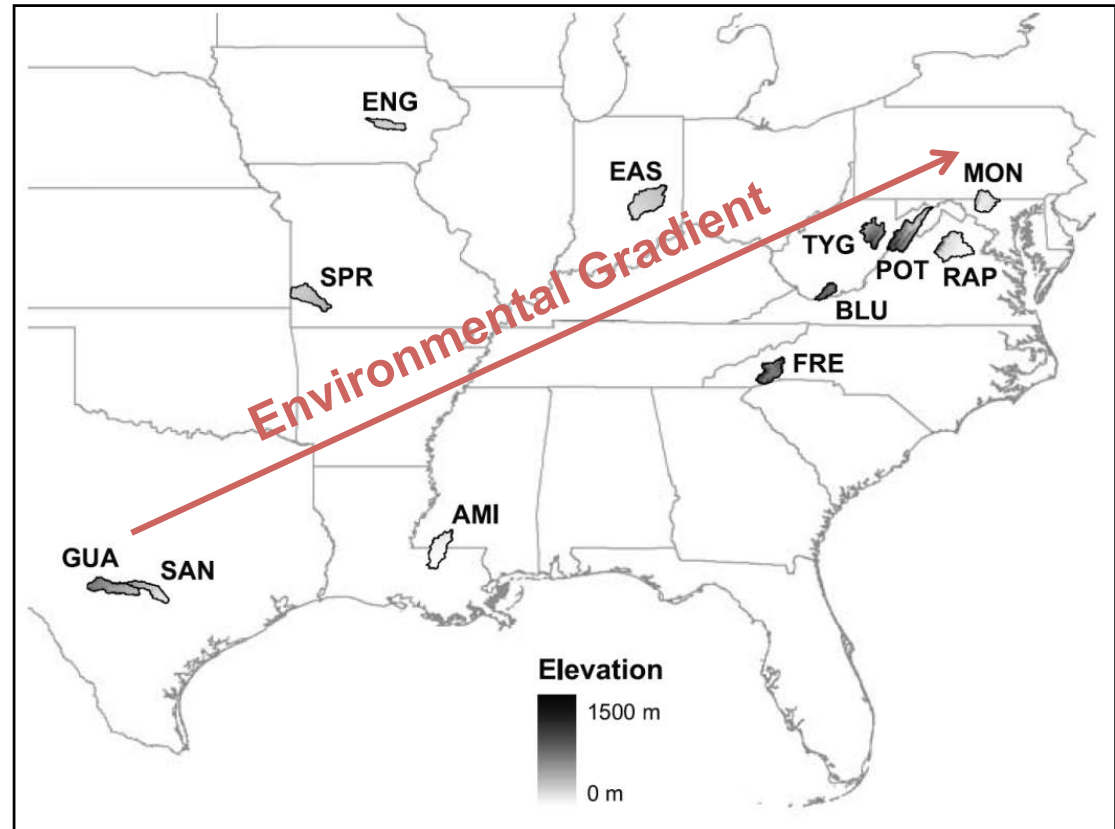 ENG
EAS
MON
TYG
POT
RAP
SPR
BLU
Environmental Gradient
FRE
AMI
GUA
SAN
Elevation
1500 m
0 m